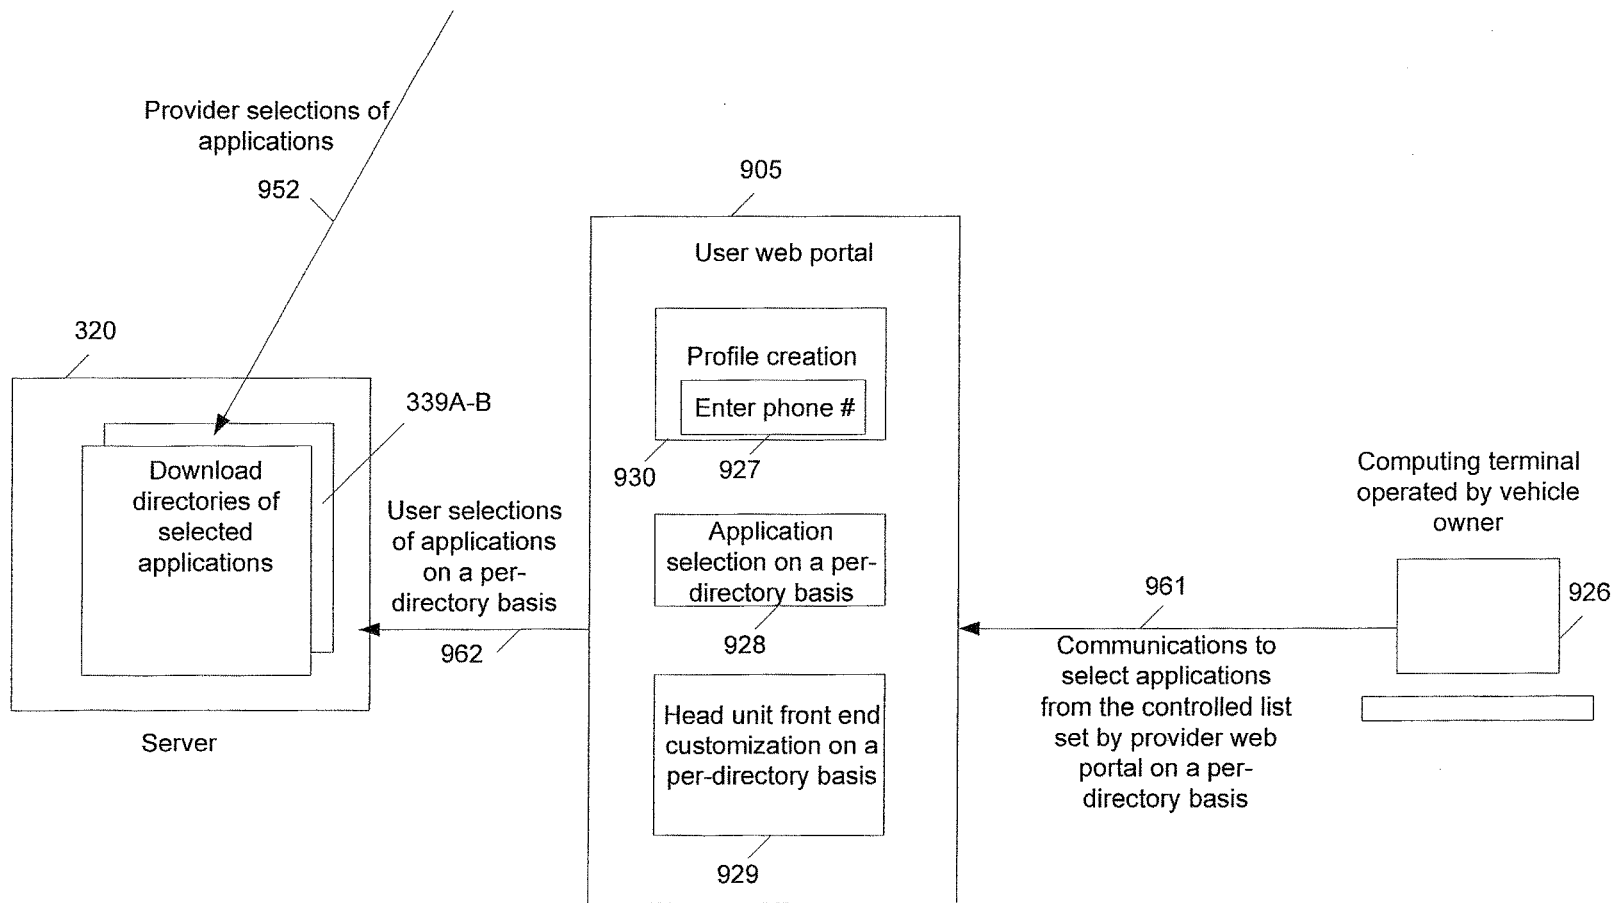 Provider selections of
applications
952
905
User web portal
320
339A-B
Profile creation
Enter phone #
930
927
Download
directories of
selected
applications
User selections
of applications
on a per-
directory basis
962
Application
selection on a per-
directory basis
928
Computing terminal
operated by vehicle
owner
961
926
Communications to
select applications
from the controlled list
set by provider web
portal on a per-
directory basis
Head unit front end
customization on a
per-directory basis
929
Server